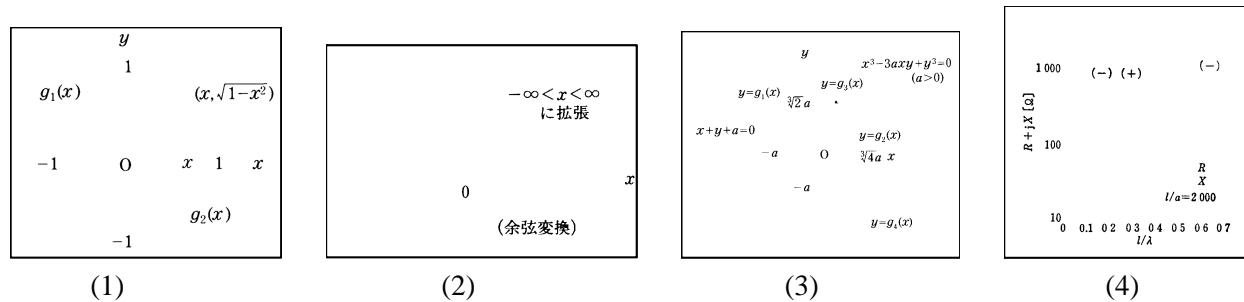 y
1
g₁(x) (x,√1−x²)
−1 O x 1 x
g₂(x)
−1
(1)
−∞<x<∞
に拡張
x
0
(余弦変換)
(2)
y x³−3axy+y³=0
(a>0)
y=g₃(x)
y=g₁(x) ∛2 a
x+y+a=0 y=g₂(x)
−a O ∛4 a x
−a
y=g₄(x)
(3)
1 000 (−) (+) (−)
R+jX [Ω]
100
R
X
l/a=2 000
10
0 0.1 0 2 0 3 0 4 0 5 0 6 0 7
l/λ
(4)